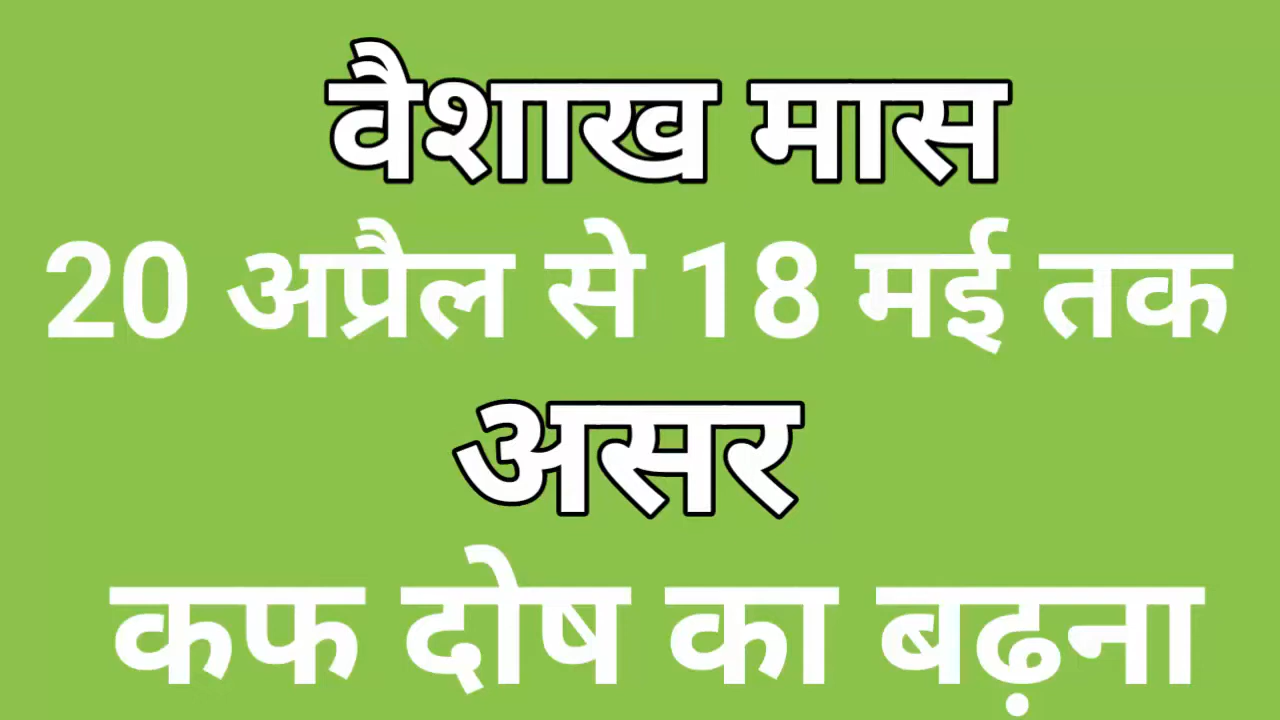 वैशाख मास
20 अप्रैल से 18 मई तक
असर
कफ दोष का बढ़ना